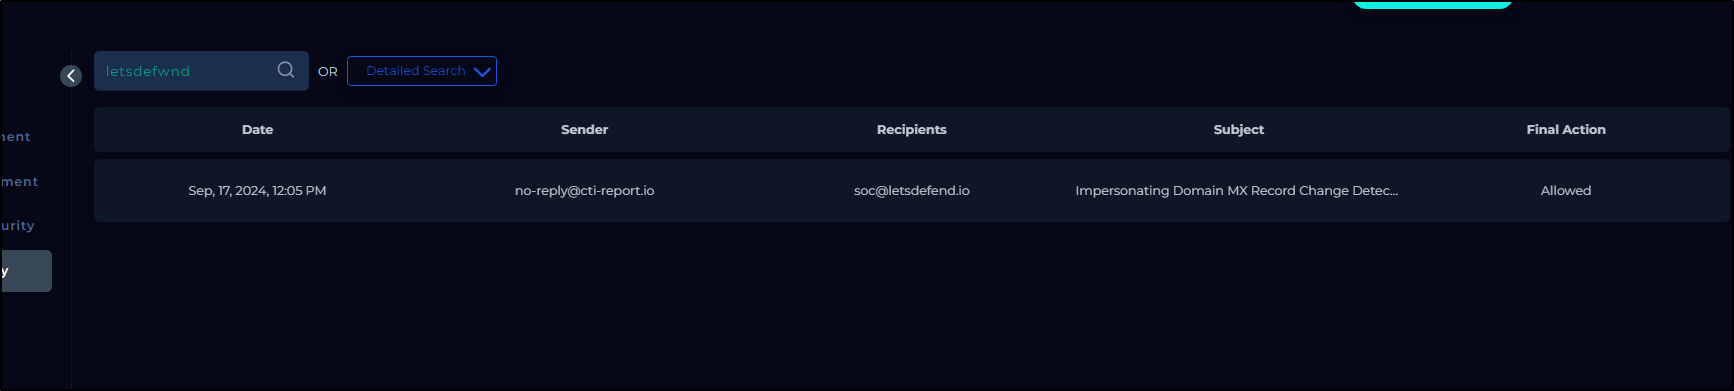 letsdefwnd OR Detailed Search
Date Sender Recipients Subject Final Action
ment
Sep, 17, 2024, 12:05 PM no-reply@cti-report.io soc@letsdefend.io Impersonating Domain MX Record Change Detec... Allowed
ment
urity
y